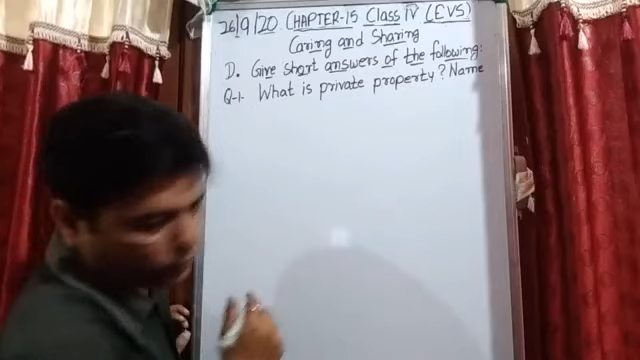 26/9/20. CHAPTER-15 Class IV (EVS)
Caring and Sharing
D. Give short answers of the following:
Q-1. What is private property? Name